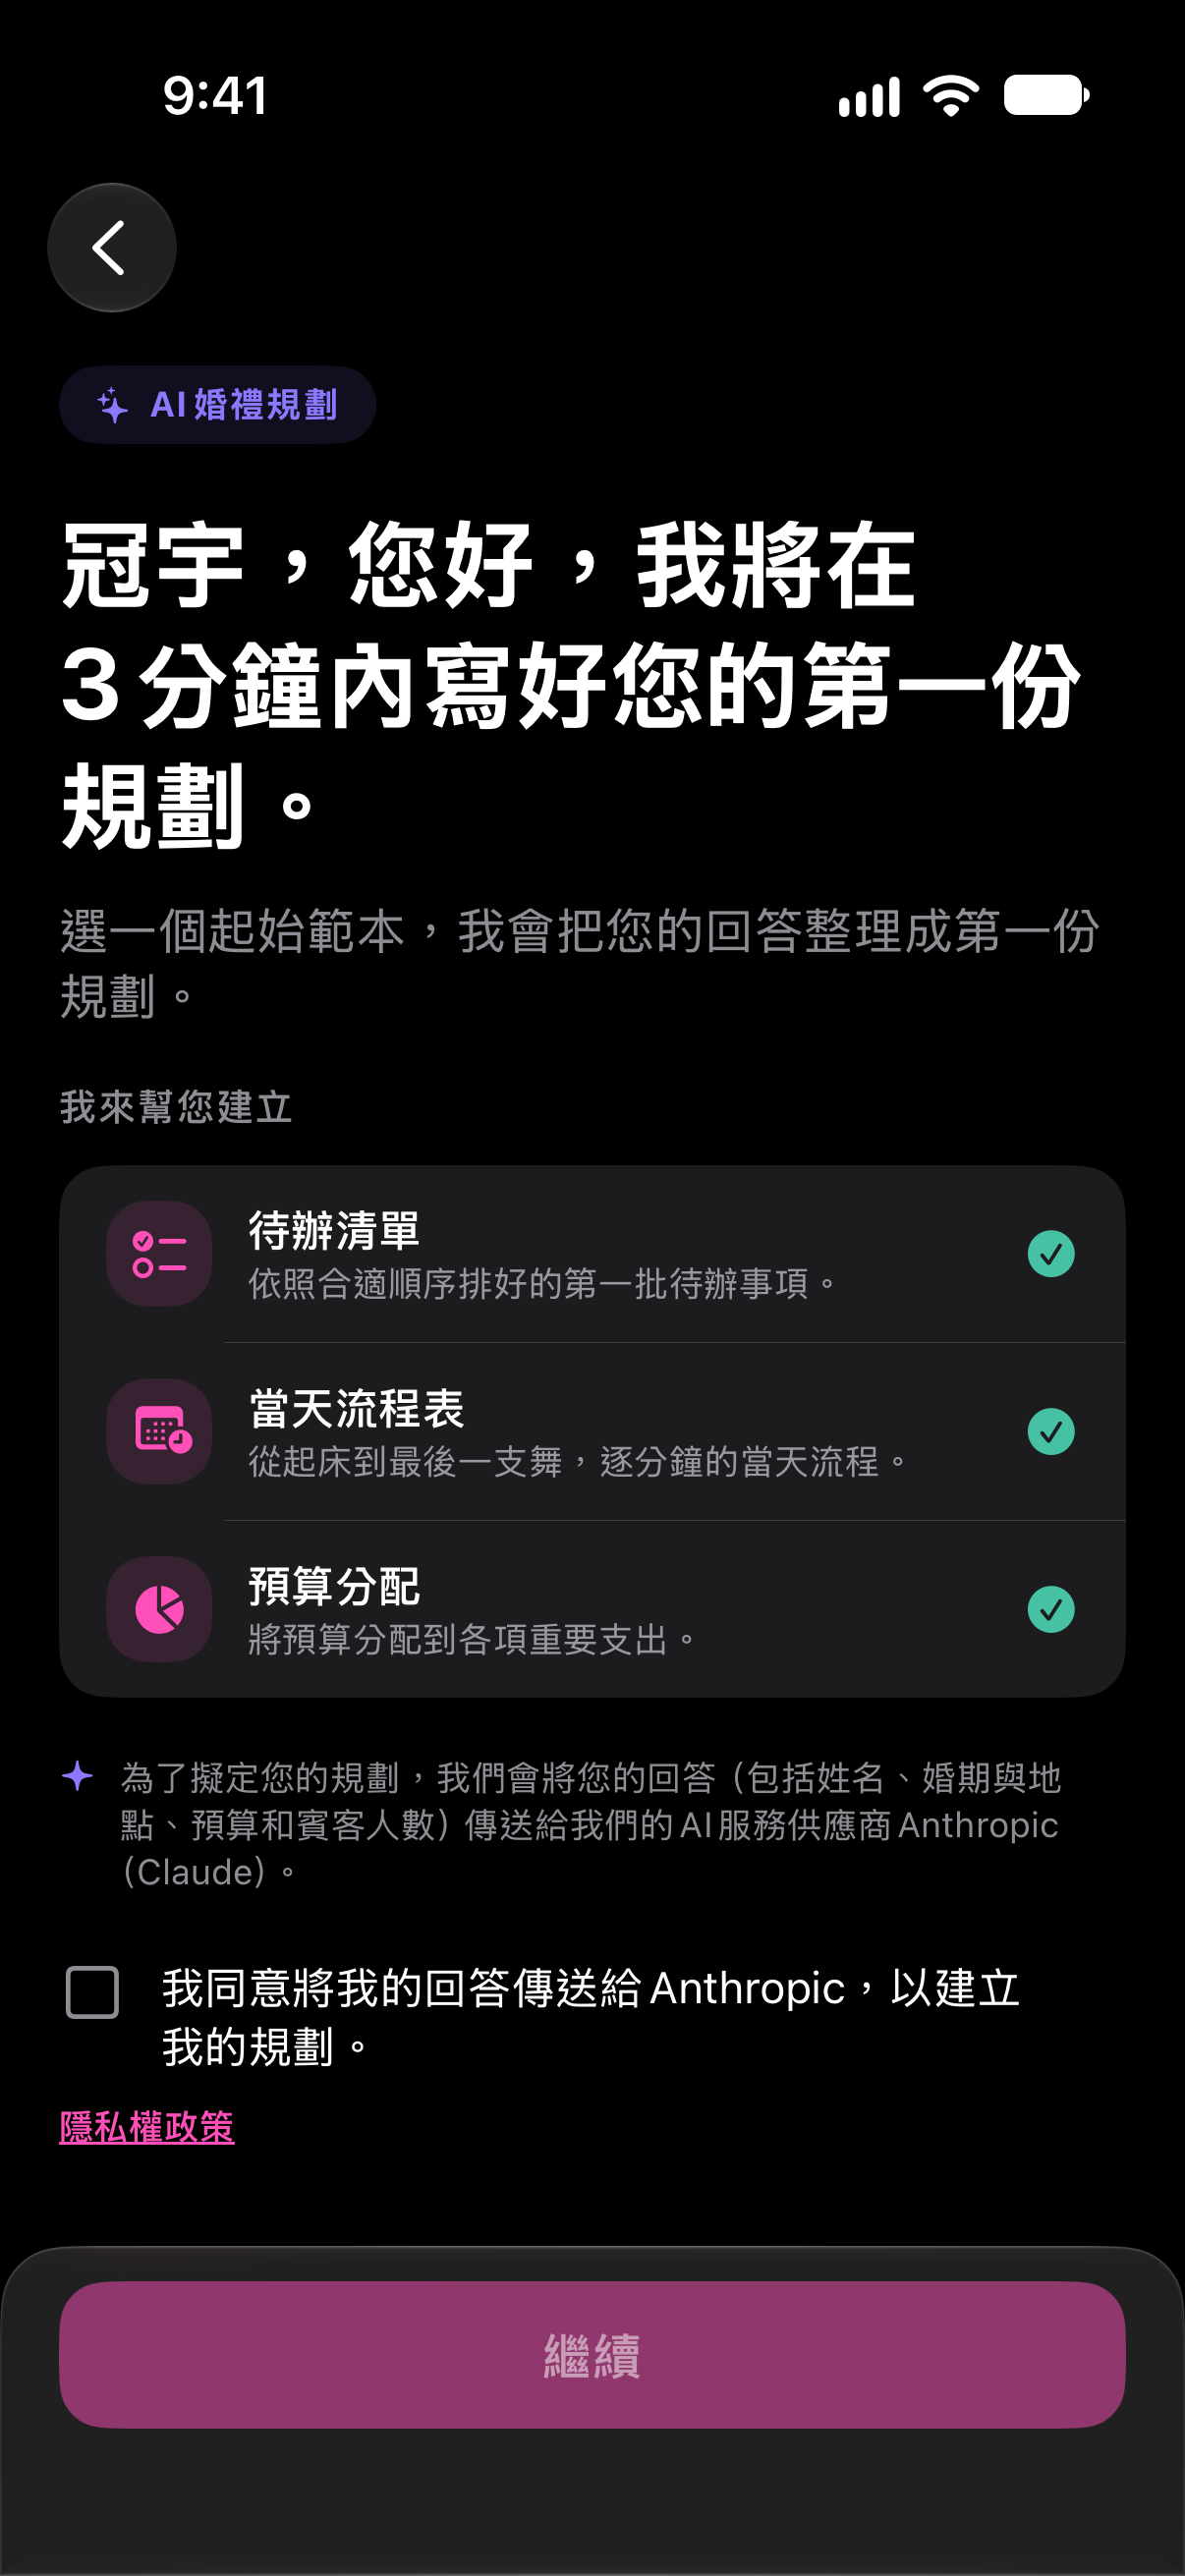 9:41
AI 婚禮規劃
冠宇，您好，我將在
3 分鐘內寫好您的第一份
規劃。
選一個起始範本，我會把您的回答整理成第一份
規劃。
我來幫您建立
待辦清單
依照合適順序排好的第一批待辦事項。
當天流程表
從起床到最後一支舞，逐分鐘的當天流程。
預算分配
將預算分配到各項重要支出。
為了擬定您的規劃，我們會將您的回答（包括姓名、婚期與地
點、預算和賓客人數）傳送給我們的 AI 服務供應商 Anthropic
（Claude）。
我同意將我的回答傳送給 Anthropic，以建立
我的規劃。
隱私權政策
繼續